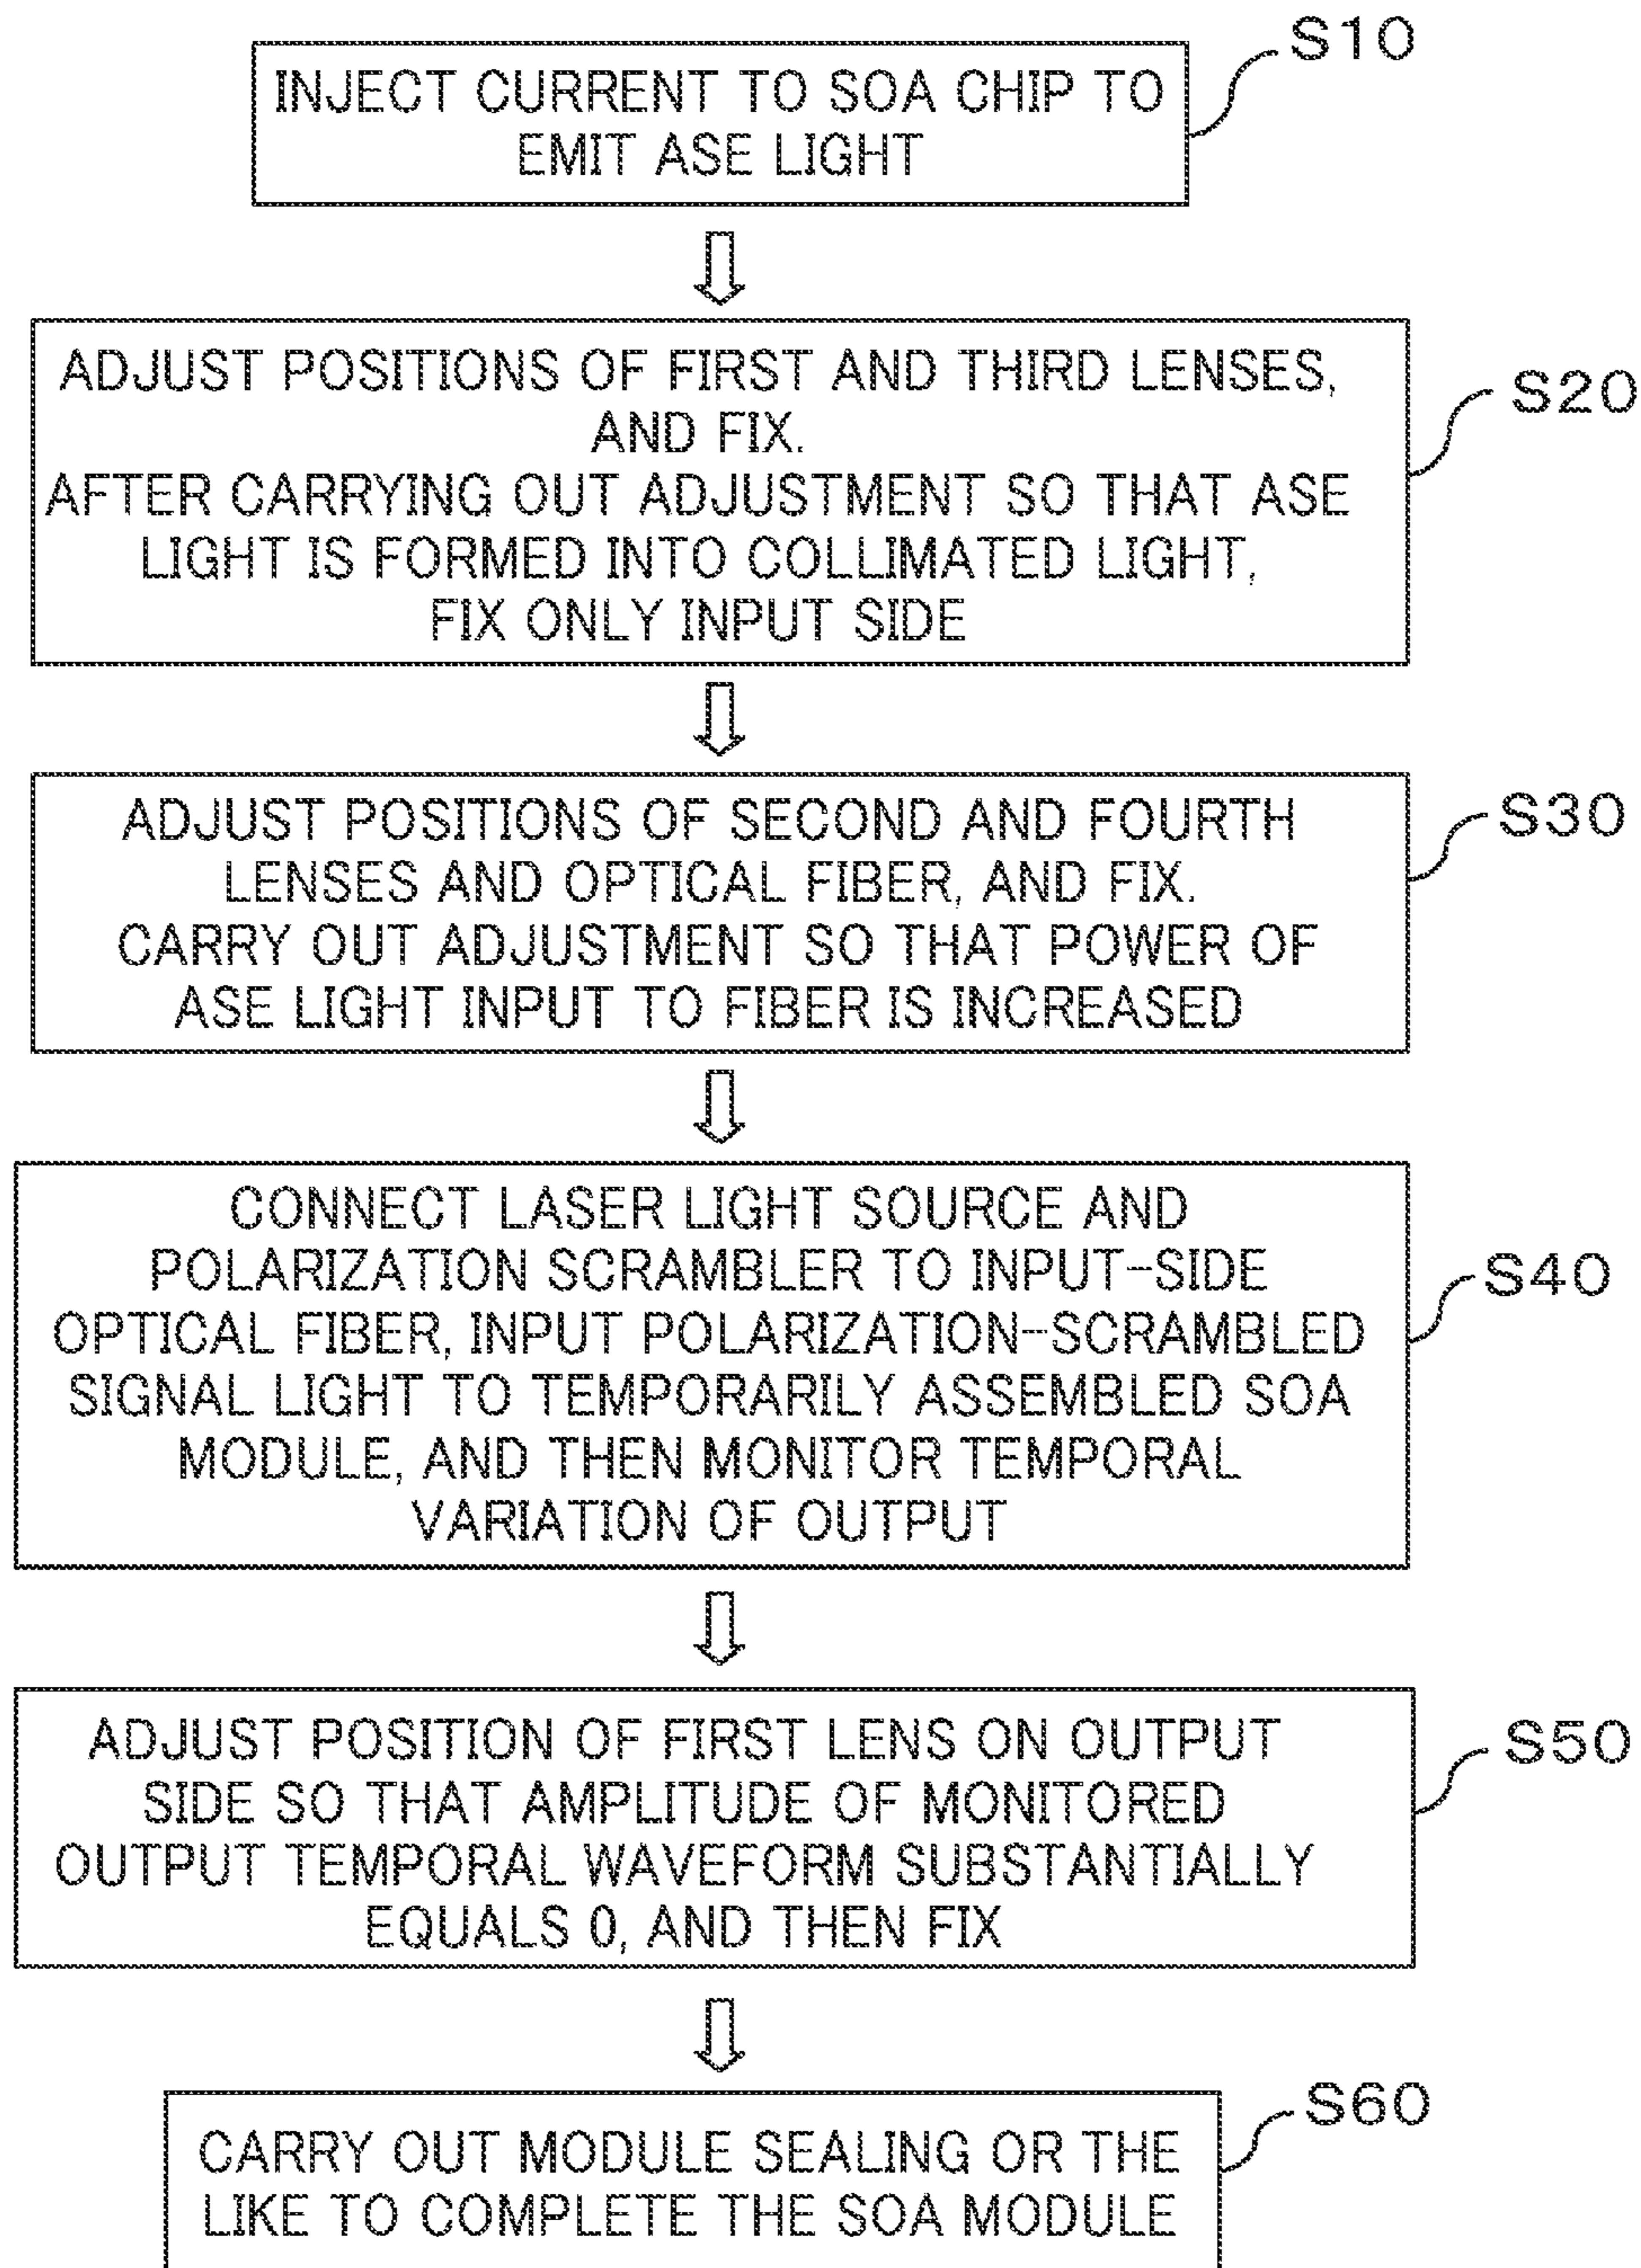 S10
INJECT CURRENT TO SOA CHIP TO
EMIT ASE LIGHT
S20
ADJUST POSITIONS OF FIRST AND THIRD LENSES,
AND FIX.
AFTER CARRYING OUT ADJUSTMENT SO THAT ASE
LIGHT IS FORMED INTO COLLIMATED LIGHT,
FIX ONLY INPUT SIDE
S30
ADJUST POSITIONS OF SECOND AND FOURTH
LENSES AND OPTICAL FIBER, AND FIX.
CARRY OUT ADJUSTMENT SO THAT POWER OF
ASE LIGHT INPUT TO FIBER IS INCREASED
S40
CONNECT LASER LIGHT SOURCE AND
POLARIZATION SCRAMBLER TO INPUT-SIDE
OPTICAL FIBER, INPUT POLARIZATION-SCRAMBLED
SIGNAL LIGHT TO TEMPORARILY ASSEMBLED SOA
MODULE, AND THEN MONITOR TEMPORAL
VARIATION OF OUTPUT
S50
ADJUST POSITION OF FIRST LENS ON OUTPUT
SIDE SO THAT AMPLITUDE OF MONITORED
OUTPUT TEMPORAL WAVEFORM SUBSTANTIALLY
EQUALS 0, AND THEN FIX
S60
CARRY OUT MODULE SEALING OR THE
LIKE TO COMPLETE THE SOA MODULE